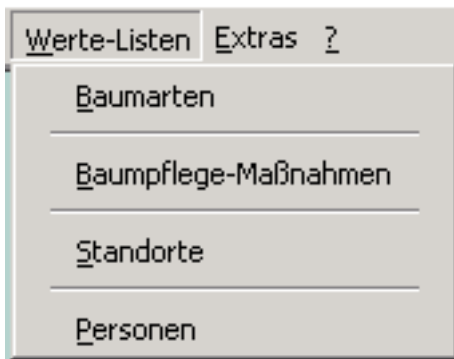 Werte-Listen Extras ?
Baumarten
Baumpflege-Maßnahmen
Standorte
Personen